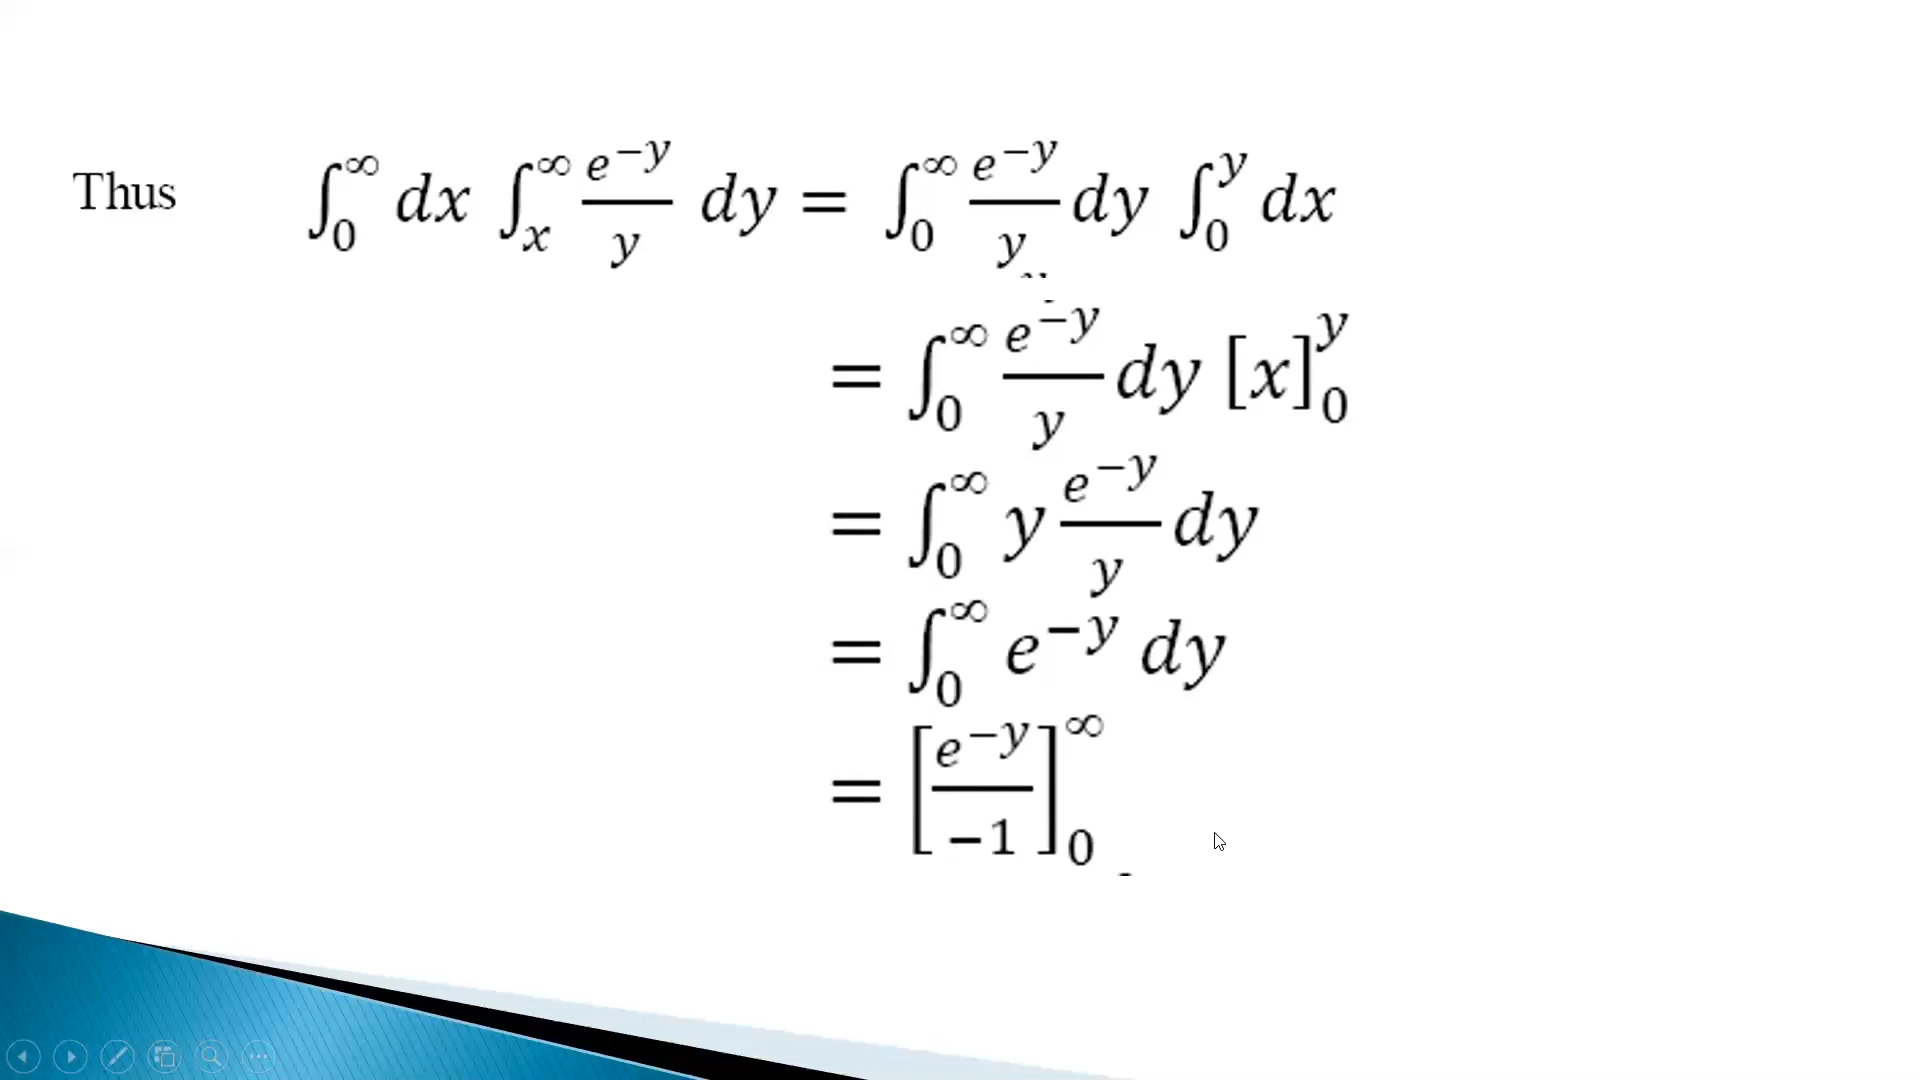 Thus ∫₀^∞ dx ∫ₓ^∞ e^{−y}/y dy = ∫₀^∞ e^{−y}/y dy ∫₀^y dx
= ∫₀^∞ e^{−y}/y dy [x]₀^y
= ∫₀^∞ y e^{−y}/y dy
= ∫₀^∞ e^{−y} dy
= [e^{−y}/−1]₀^∞